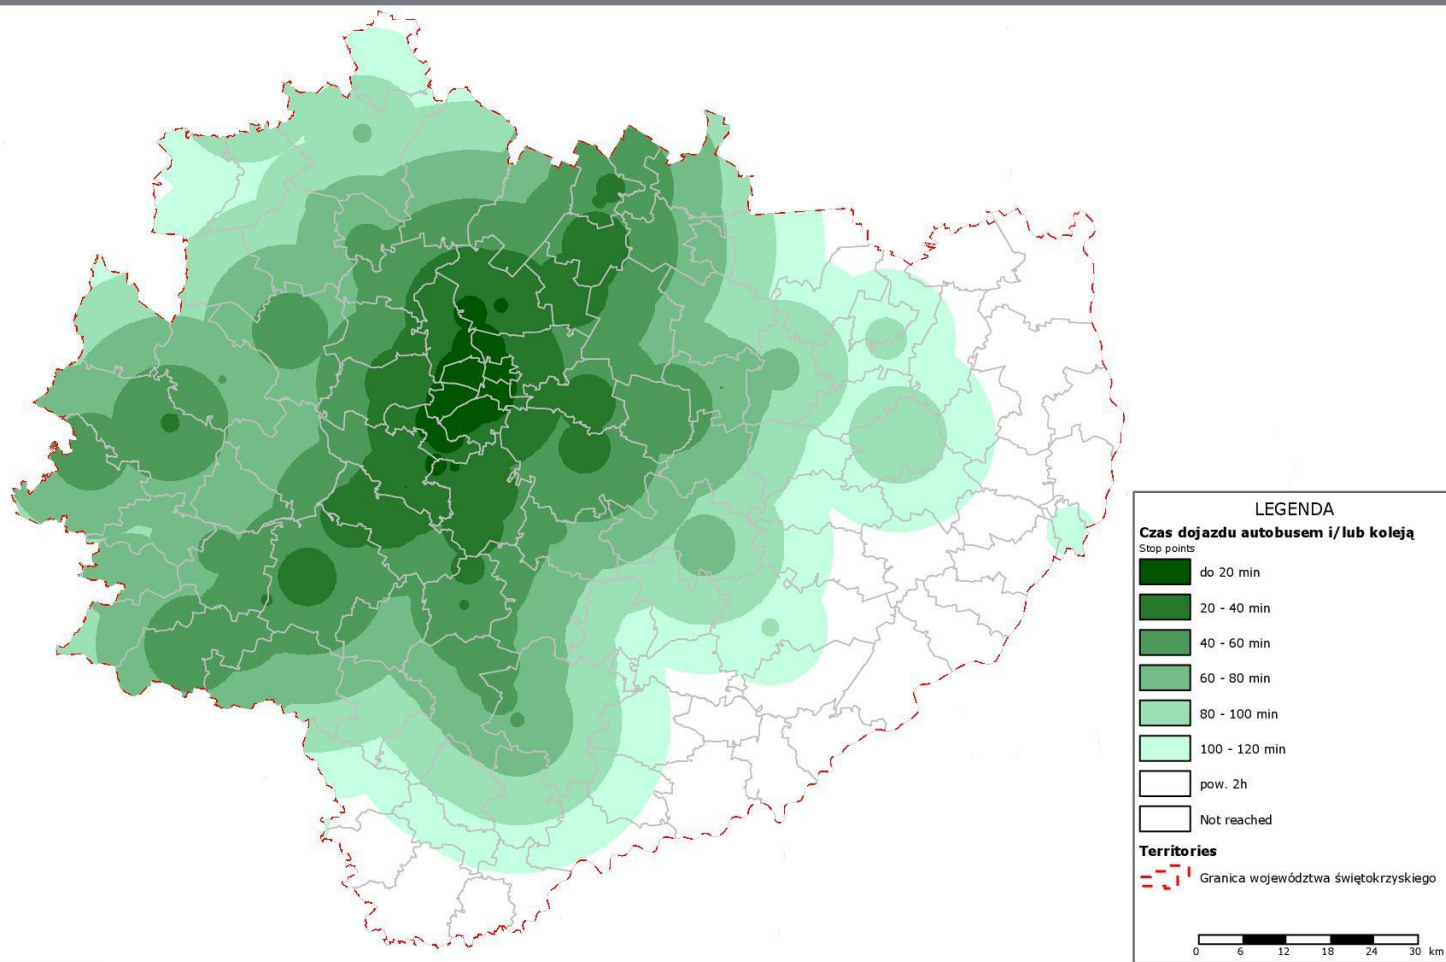 LEGENDA
Czas dojazdu autobusem i/lub koleją
Stop points
do 20 min
20 - 40 min
40 - 60 min
60 - 80 min
80 - 100 min
100 - 120 min
pow. 2h
Not reached
Territories
Granica województwa świętokrzyskiego
0 6 12 18 24 30 km